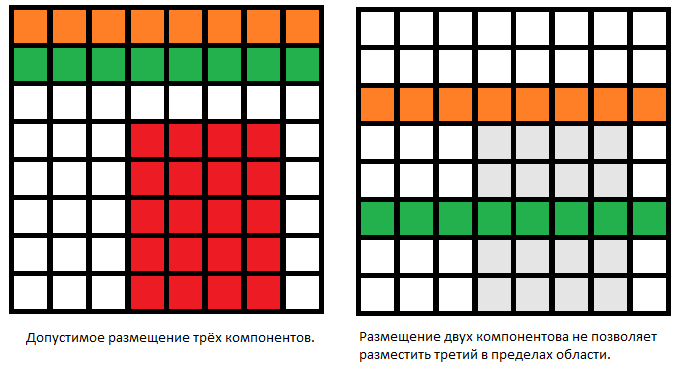 Допустимое размещение трёх компонентов.
Размещение двух компонентова не позволяет
разместить третий в пределах области.